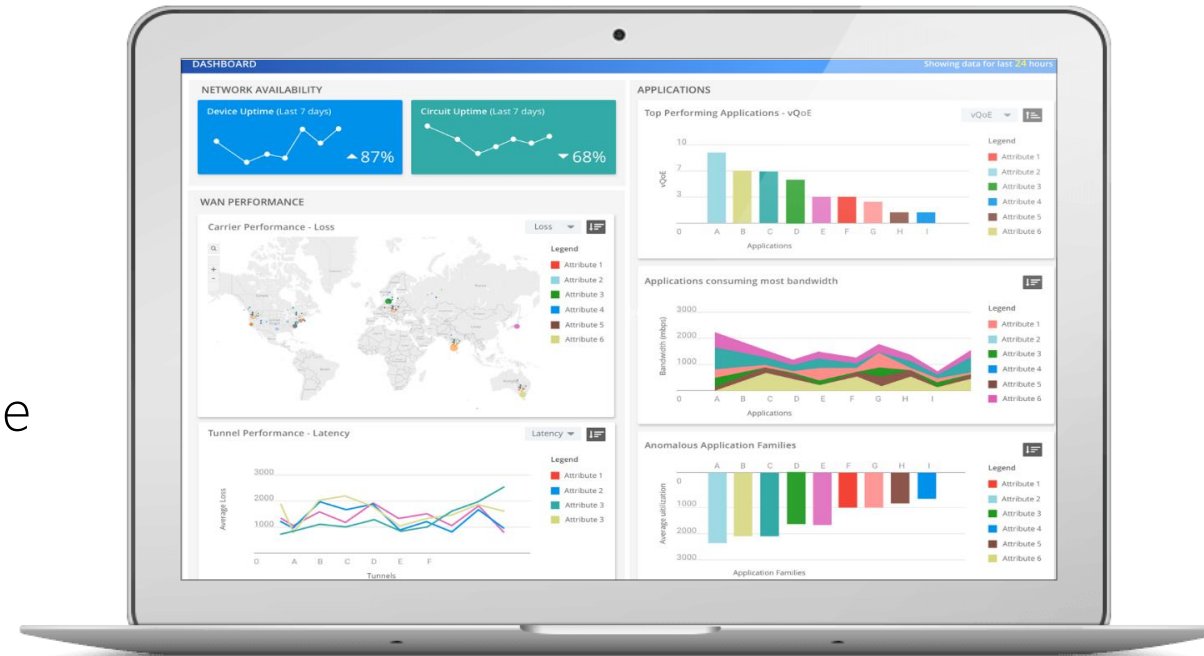 e
DASHBOARD
Showing data for last 24 hours
NETWORK AVAILABILITY
Device Uptime (Last 7 days)
87%
Circuit Uptime (Last 7 days)
68%
WAN PERFORMANCE
Carrier Performance - Loss
Loss
Legend
Attribute 1
Attribute 2
Attribute 3
Attribute 4
Attribute 5
Attribute 6
Tunnel Performance - Latency
Latency
Legend
Attribute 1
Attribute 2
Attribute 3
Attribute 3
Average Loss
3000
2000
1000
0 A B C D E F
Tunnels
APPLICATIONS
Top Performing Applications - vQoE
vQoE
Legend
Attribute 1
Attribute 2
Attribute 3
Attribute 4
Attribute 5
Attribute 6
vQoE
10
7
3
0 A B C D E F G H I
Applications
Applications consuming most bandwidth
Legend
Attribute 1
Attribute 2
Attribute 3
Attribute 4
Attribute 5
Attribute 6
Bandwidth (mbps)
3000
2000
1000
0 A B C D E F G H I
Applications
Anomalous Application Families
Legend
Attribute 1
Attribute 2
Attribute 3
Attribute 4
Attribute 5
Attribute 6
A B C D E F G H I
Average utilization
0
1000
2000
3000
Application Families